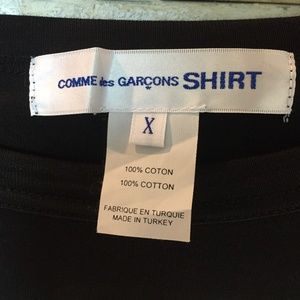 COMME des GARÇONS SHIRT
X
100% COTON
100% COTTON
FABRIQUE EN TURQUIE
MADE IN TURKEY